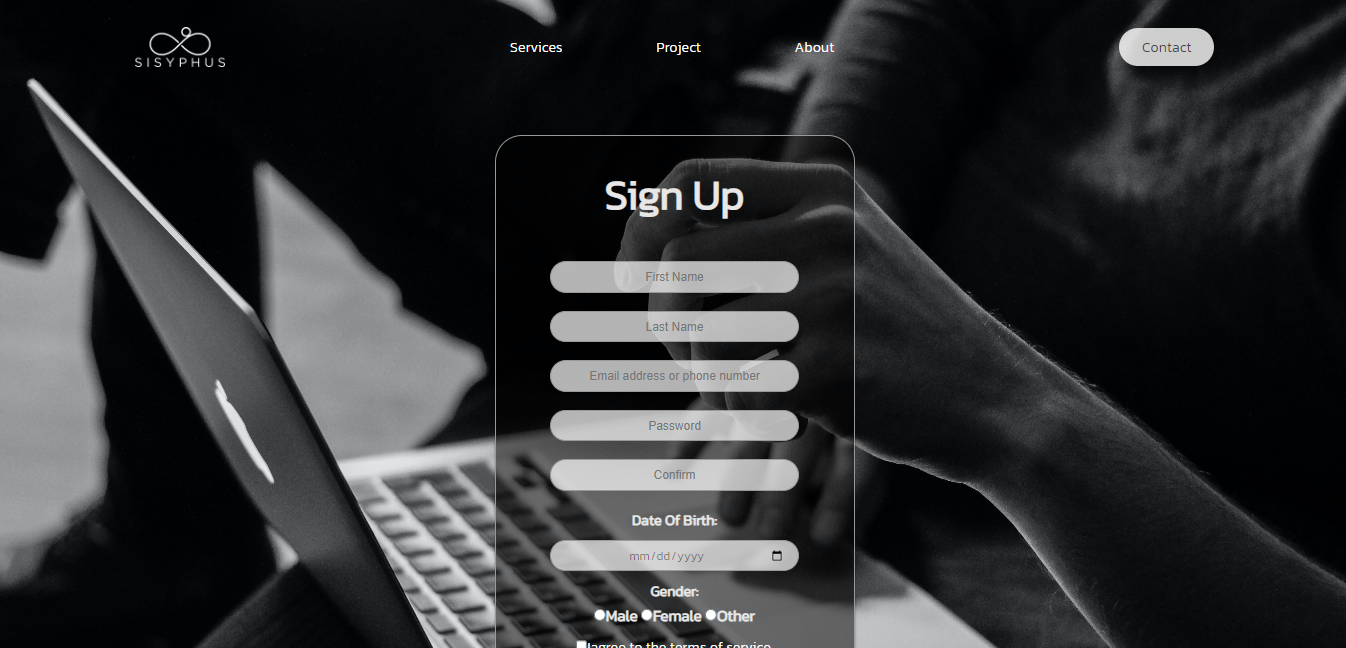 SISYPHUS
Services Project About
Contact
Sign Up
First Name
Last Name
Email address or phone number
Password
Confirm
Date Of Birth:
mm/dd/yyyy
Gender:
Male Female Other
I agree to the terms of service